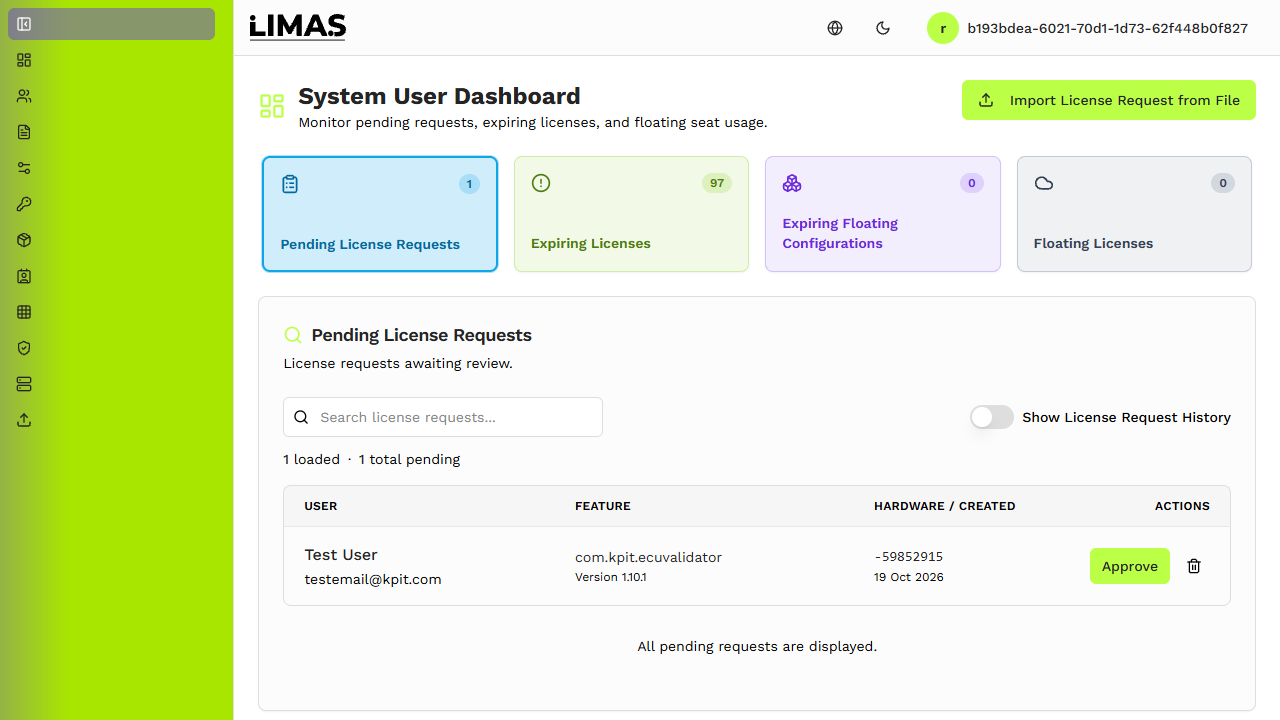 LIMAS
r
b193bdea-6021-70d1-1d73-62f448b0f827
System User Dashboard
Monitor pending requests, expiring licenses, and floating seat usage.
Import License Request from File
1
Pending License Requests
97
Expiring Licenses
0
Expiring Floating
Configurations
0
Floating Licenses
Pending License Requests
License requests awaiting review.
Search license requests...
Show License Request History
1 loaded · 1 total pending
USER FEATURE HARDWARE / CREATED ACTIONS
Test User com.kpit.ecuvalidator -59852915
testemail@kpit.com Version 1.10.1 19 Oct 2026
Approve
All pending requests are displayed.